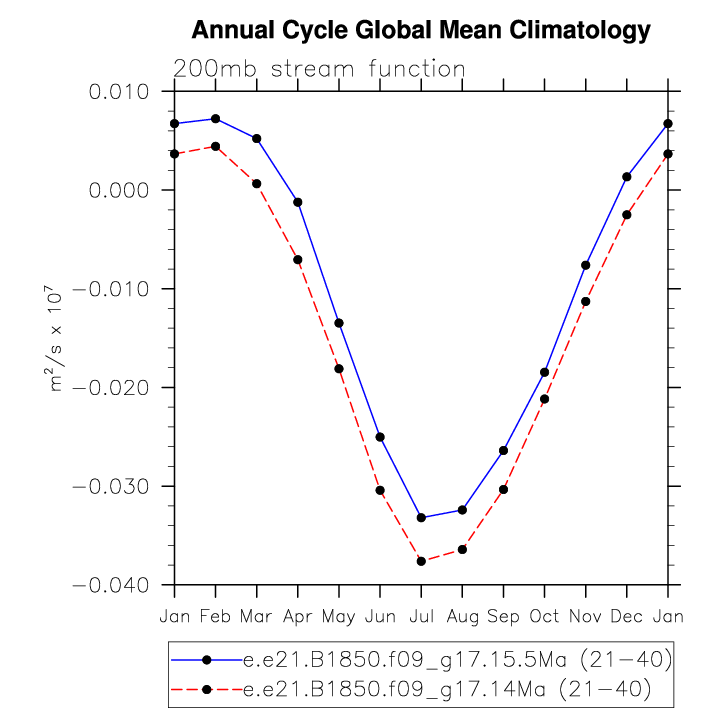 Annual Cycle Global Mean Climatology
200mb stream function
0.010
0.000
−0.010
−0.020
−0.030
−0.040
m²/s x 10⁷
Jan Feb Mar Apr May Jun Jul Aug Sep Oct Nov Dec Jan
e.e21.B1850.f09_g17.15.5Ma (21−40)
e.e21.B1850.f09_g17.14Ma (21−40)